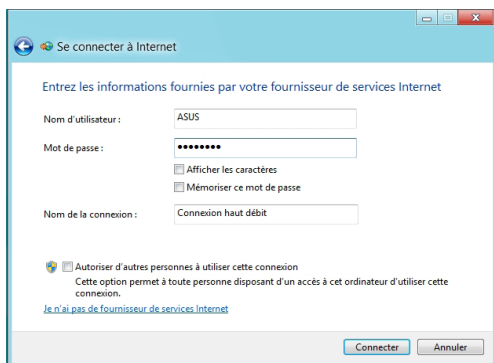 Se connecter à Internet
Entrez les informations fournies par votre fournisseur de services Internet
Nom d'utilisateur :
ASUS
Mot de passe :
••••••••
Afficher les caractères
Mémoriser ce mot de passe
Nom de la connexion :
Connexion haut débit
Autoriser d'autres personnes à utiliser cette connexion
Cette option permet à toute personne disposant d'un accès à cet ordinateur d'utiliser cette
connexion.
Je n'ai pas de fournisseur de services Internet
Connecter
Annuler